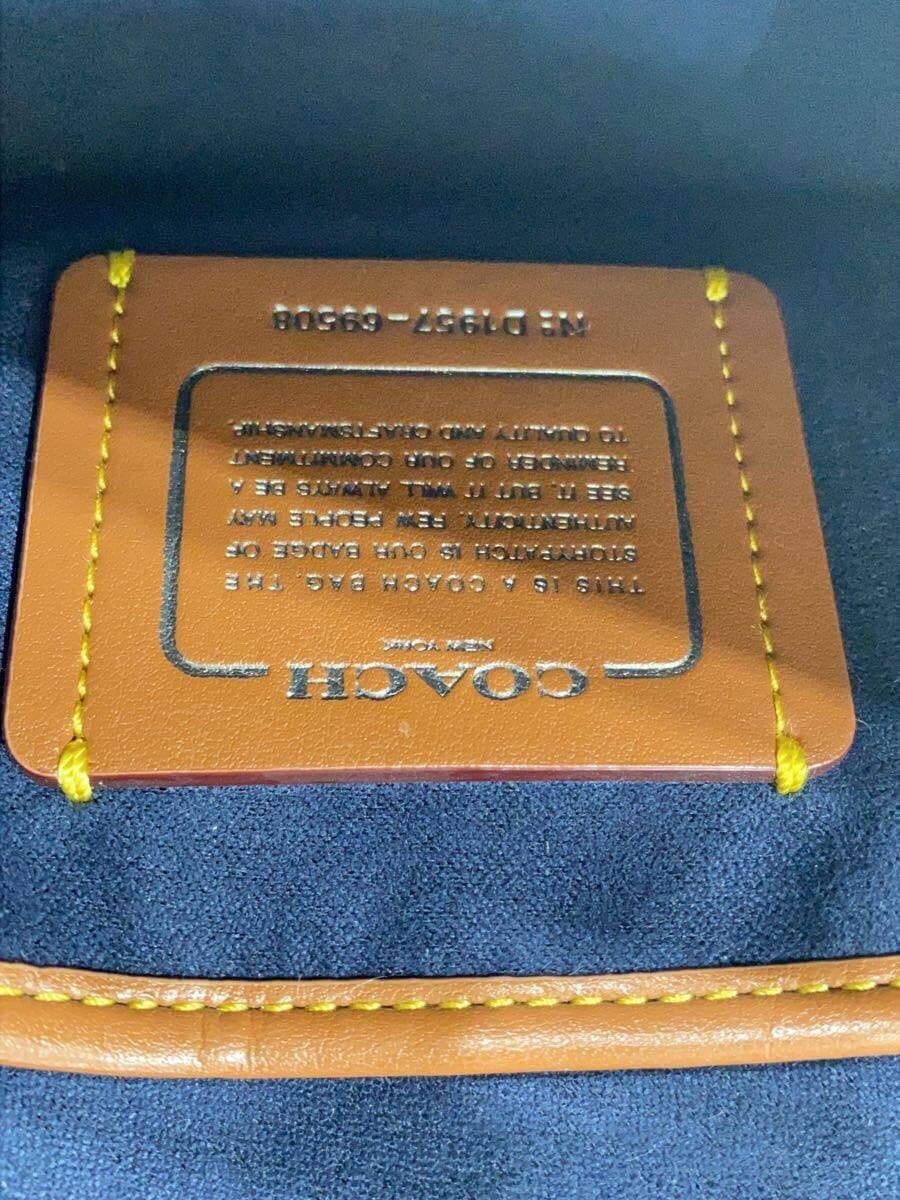 COACH
NEW YORK
THIS IS A COACH BAG. THE
STORYPATCH IS OUR BADGE OF
AUTHENTICITY. FEW PEOPLE MAY
SEE IT, BUT IT WILL ALWAYS BE A
REMINDER OF OUR COMMITMENT
TO QUALITY AND CRAFTSMANSHIP.
Nº D1957-69508